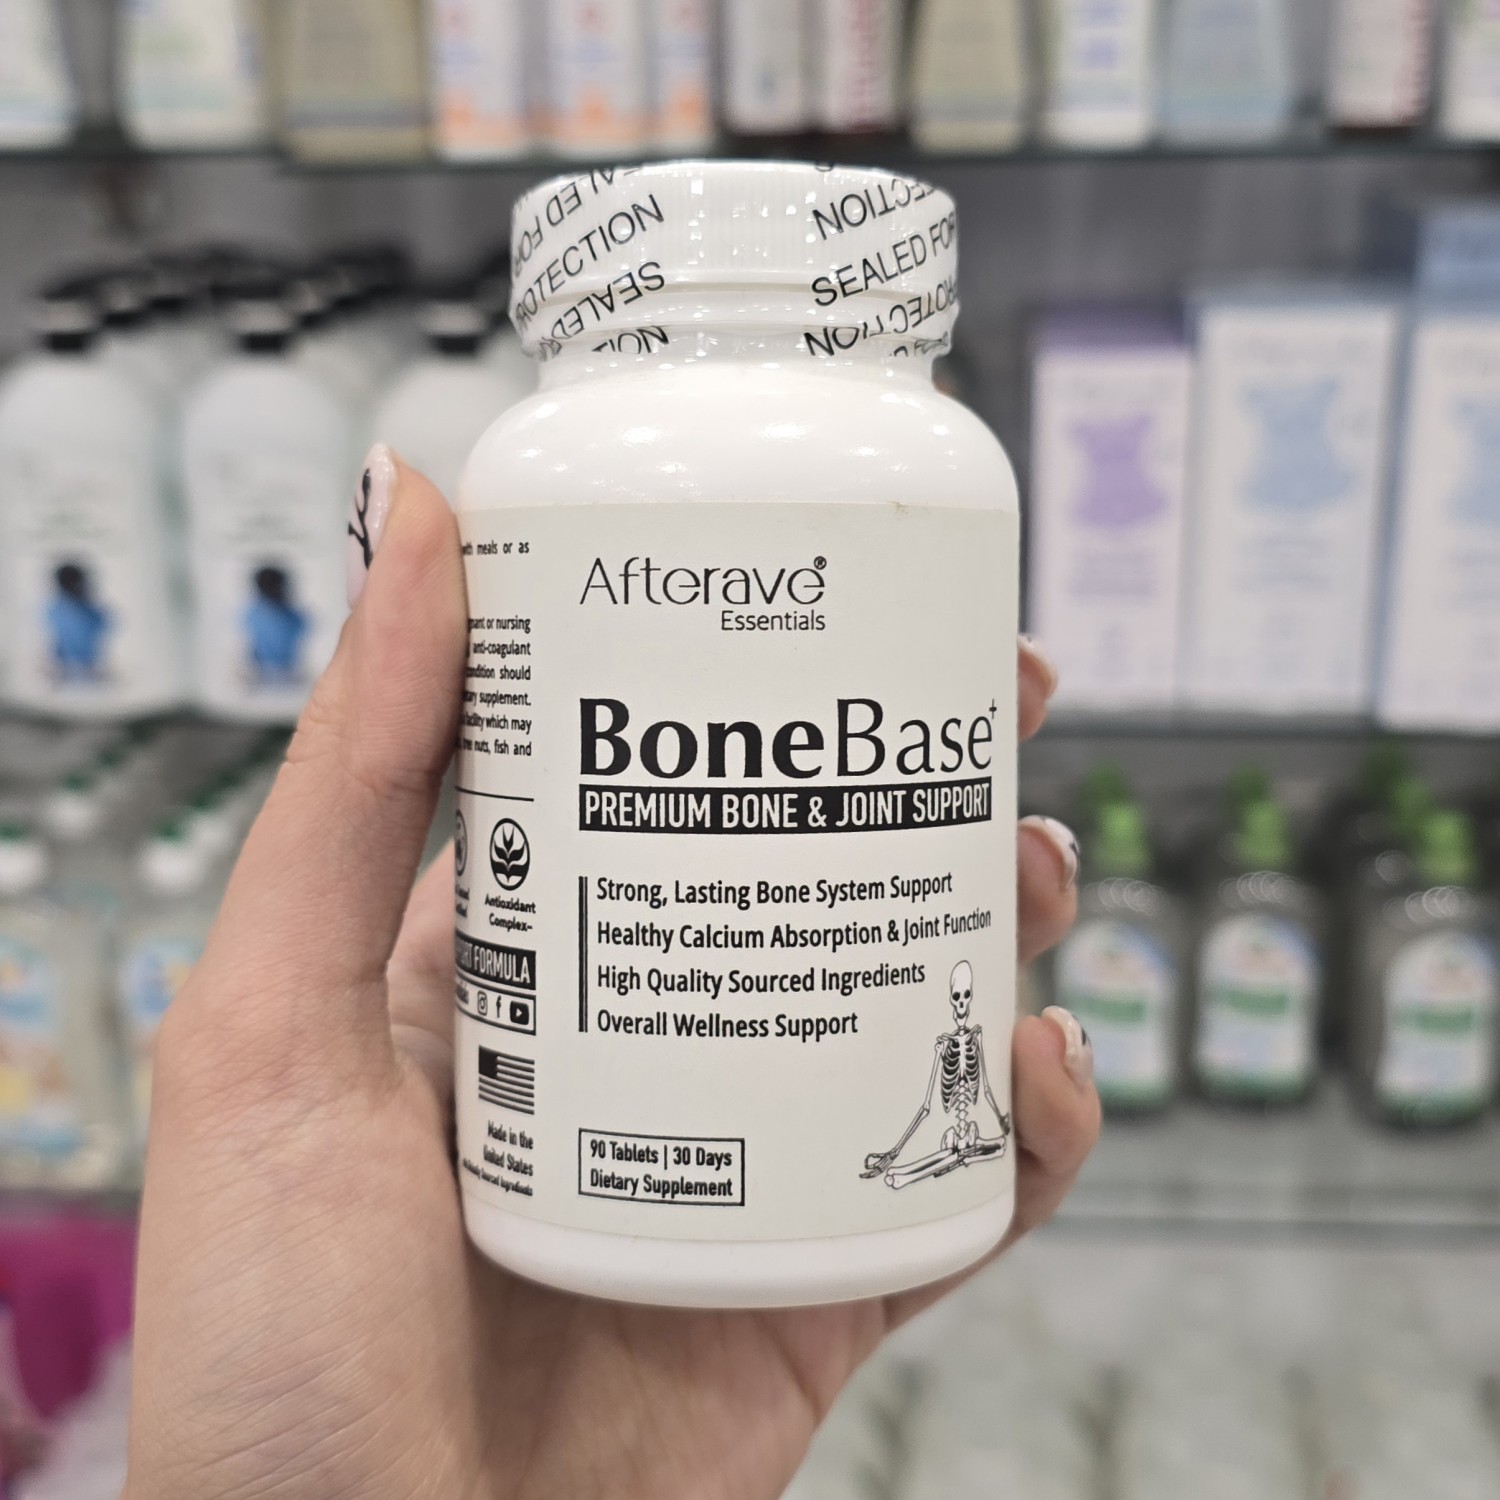 SEALED FOR
PROTECTION
SEALED
PROTECTION
SEALED FOR
PROTECTION
Afterave®
Essentials
BoneBase+
PREMIUM BONE & JOINT SUPPORT
Strong, Lasting Bone System Support
Healthy Calcium Absorption & Joint Function
High Quality Sourced Ingredients
Overall Wellness Support
90 Tablets | 30 Days
Dietary Supplement
with meals or as
or nursing
anti-coagulant
condition should
supplement.
facility which may
tree nuts, fish and
Antioxidant
Complex~
FORMULA
Made in the
United States